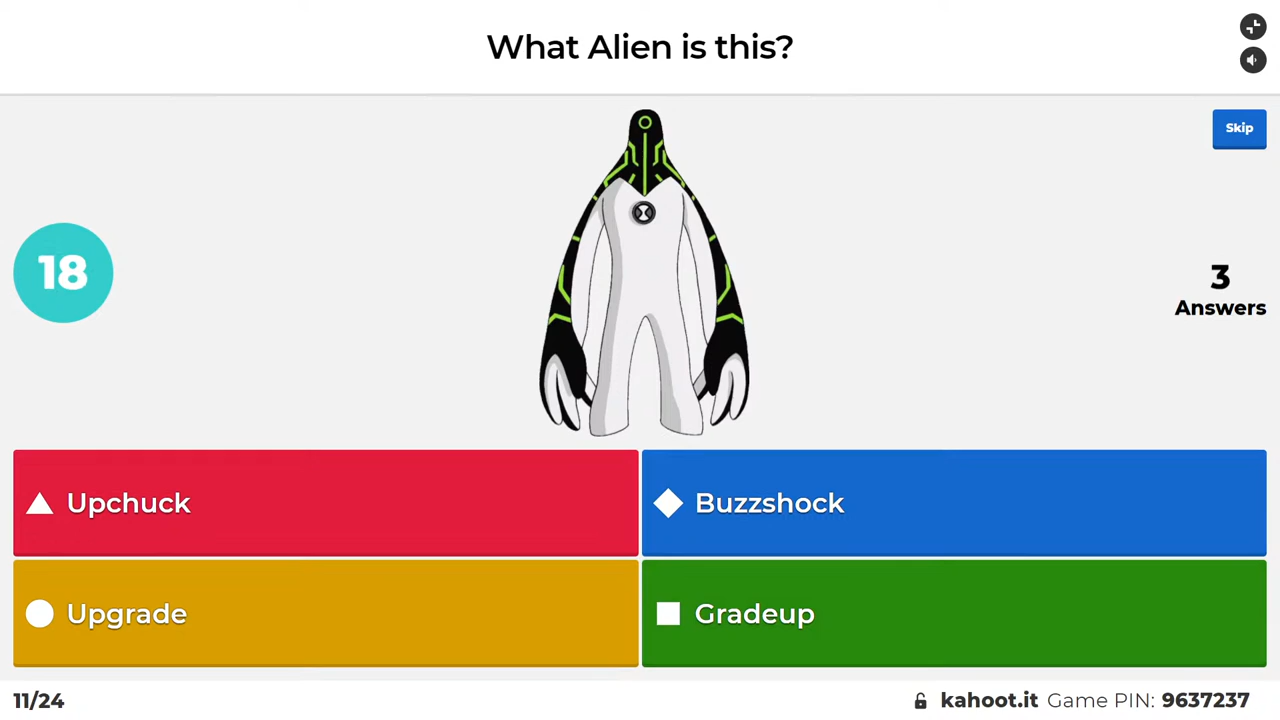 What Alien is this?
Skip
18
3
Answers
Upchuck
Buzzshock
Upgrade
Gradeup
11/24
kahoot.it Game PIN: 9637237